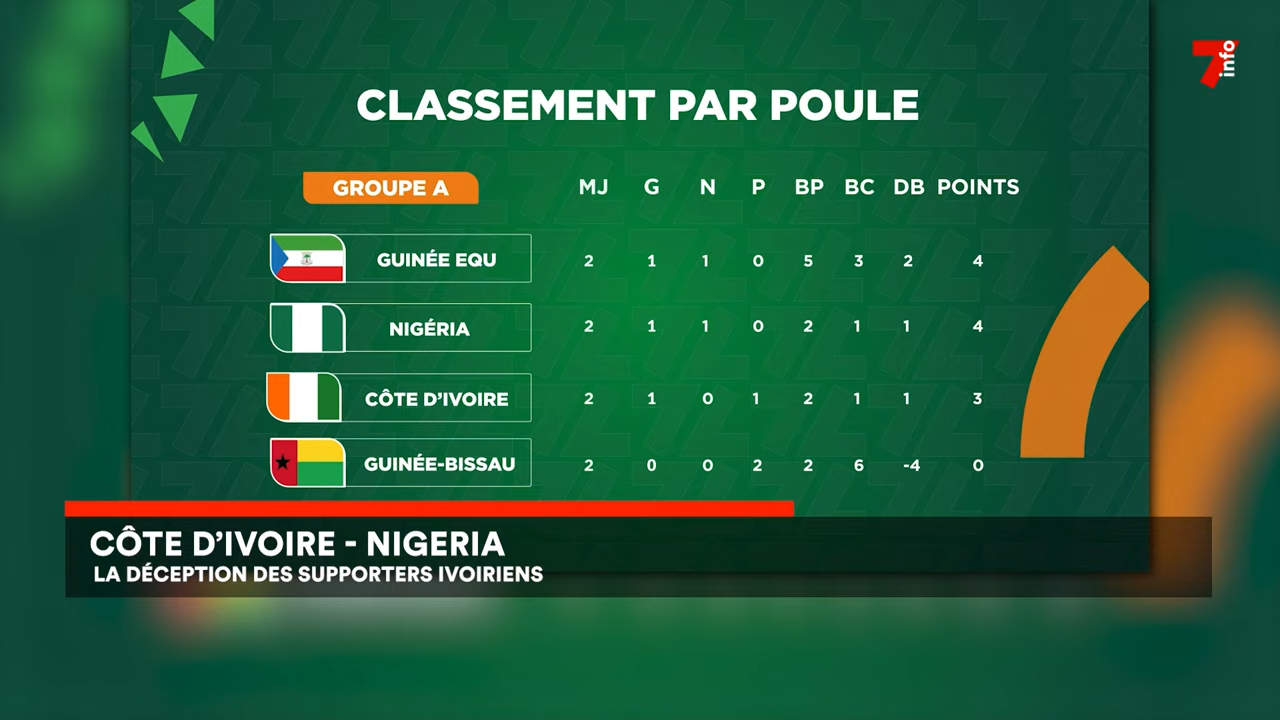 7info
CLASSEMENT PAR POULE
GROUPE A MJ G N P BP BC DB POINTS
GUINÉE EQU 2 1 1 0 5 3 2 4
NIGÉRIA 2 1 1 0 2 1 1 4
CÔTE D'IVOIRE 2 1 0 1 2 1 1 3
GUINÉE-BISSAU 2 0 0 2 2 6 -4 0
CÔTE D'IVOIRE - NIGERIA
LA DÉCEPTION DES SUPPORTERS IVOIRIENS